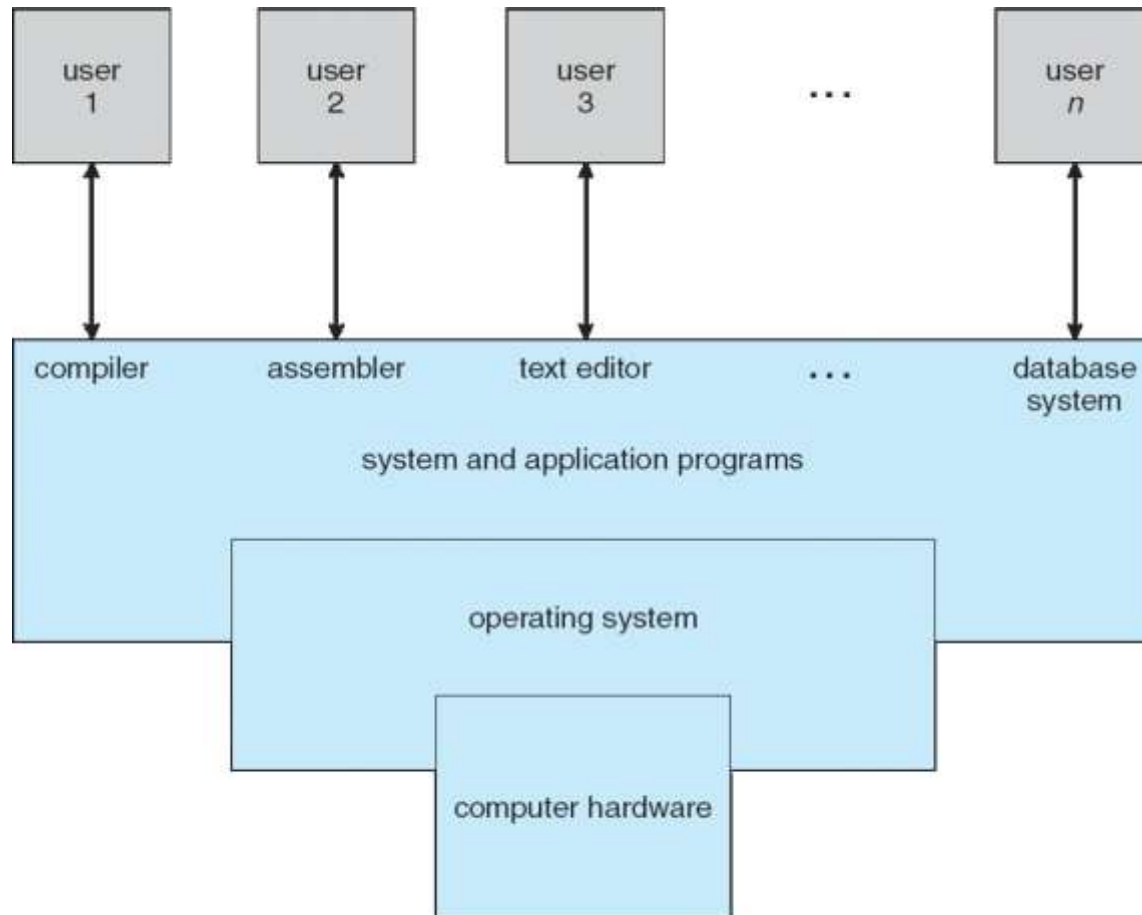 user
1
user
2
user
3
...
user
n
compiler
assembler
text editor
...
database
system
system and application programs
operating system
computer hardware